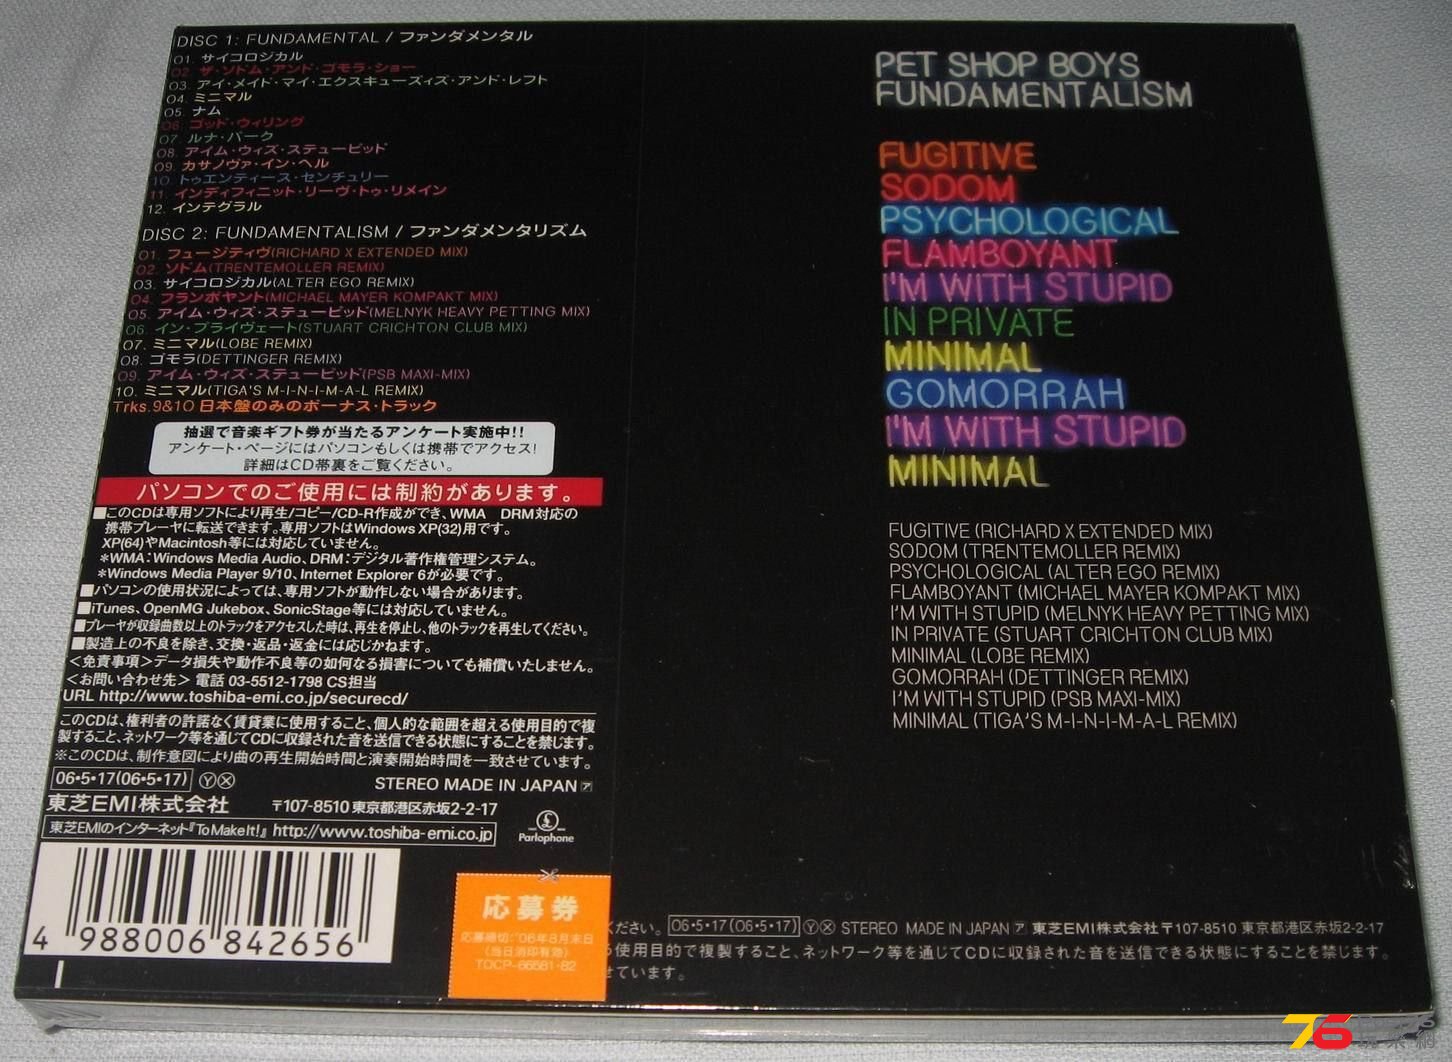 DISC 1: FUNDAMENTAL / ファンダメンタル
01. サイコロジカル
02. ザ・ソドム・アンド・ゴモラ・ショー
03. アイ・メイド・マイ・エクスキューズィズ・アンド・レフト
04. ミニマル
05. ナム
06. ゴッド・ウィリング
07. ルナ・パーク
08. アイム・ウィズ・ステューピッド
09. カサノヴァ・イン・ヘル
10. トゥエンティース・センチュリー
11. インディフィニット・リーヴ・トゥ・リメイン
12. インテグラル
DISC 2: FUNDAMENTALISM / ファンダメンタリズム
01. フュージティヴ(RICHARD X EXTENDED MIX)
02. ソドム(TRENTEMOLLER REMIX)
03. サイコロジカル(ALTER EGO REMIX)
04. フランボヤント(MICHAEL MAYER KOMPAKT MIX)
05. アイム・ウィズ・ステューピッド(MELNYK HEAVY PETTING MIX)
06. イン・プライヴェート(STUART CRICHTON CLUB MIX)
07. ミニマル(LOBE REMIX)
08. ゴモラ(DETTINGER REMIX)
09. アイム・ウィズ・ステューピッド(PSB MAXI-MIX)
10. ミニマル(TIGA'S M-I-N-I-M-A-L REMIX)
Trks.9&10 日本盤のみのボーナス・トラック
抽選で音楽ギフト券が当たるアンケート実施中!!
アンケート・ページにはパソコンもしくは携帯でアクセス!
詳細はCD帯裏をご覧ください。
パソコンでのご使用には制約があります。
■このCDは専用ソフトにより再生/コピー/CD-R作成ができ、WMA DRM対応の
携帯プレーヤに転送できます。専用ソフトはWindows XP(32)用です。
XP(64)やMacintosh等には対応していません。
*WMA:Windows Media Audio、DRM:デジタル著作権管理システム。
*Windows Media Player 9/10、Internet Explorer 6が必要です。
■パソコンの使用状況によっては、専用ソフトが動作しない場合があります。
■iTunes、OpenMG Jukebox、SonicStage等には対応していません。
■プレーヤが収録曲数以上のトラックをアクセスした時は、再生を停止し、他のトラックを再生してください。
■製造上の不良を除き、交換・返品・返金には応じかねます。
<免責事項>データ損失や動作不良等の如何なる損害についても補償いたしません。
<お問い合わせ先> 電話 03-5512-1798 CS担当
URL http://www.toshiba-emi.co.jp/securecd/
このCDは、権利者の許諾なく賃貸業に使用すること、個人的な範囲を超える使用目的で複
製すること、ネットワーク等を通じてCDに収録された音を送信できる状態にすることを禁じます。
※このCDは、制作意図により曲の再生開始時間と演奏開始時間を一致させています。
06・5・17(06・5・17) Ⓨⓧ STEREO MADE IN JAPAN ア
東芝EMI株式会社 〒107-8510 東京都港区赤坂2-2-17
東芝EMIのインターネット『To Make It!』 http://www.toshiba-emi.co.jp
Parlophone
4 988006 842656
応募券
応募締切:'06年8月末日
(当日消印有効)
TOCP-66581・82
PET SHOP BOYS
FUNDAMENTALISM
FUGITIVE
SODOM
PSYCHOLOGICAL
FLAMBOYANT
I'M WITH STUPID
IN PRIVATE
MINIMAL
GOMORRAH
I'M WITH STUPID
MINIMAL
FUGITIVE (RICHARD X EXTENDED MIX)
SODOM (TRENTEMOLLER REMIX)
PSYCHOLOGICAL (ALTER EGO REMIX)
FLAMBOYANT (MICHAEL MAYER KOMPAKT MIX)
I'M WITH STUPID (MELNYK HEAVY PETTING MIX)
IN PRIVATE (STUART CRICHTON CLUB MIX)
MINIMAL (LOBE REMIX)
GOMORRAH (DETTINGER REMIX)
I'M WITH STUPID (PSB MAXI-MIX)
MINIMAL (TIGA'S M-I-N-I-M-A-L REMIX)
ください。 06・5・17(06・5・17) Ⓨⓧ STEREO MADE IN JAPAN ア 東芝EMI株式会社 〒107-8510 東京都港区赤坂2-2-17
使用目的で複製すること、ネットワーク等を通じてCDに収録された音を送信できる状態にすることを禁じます。
せています。
76